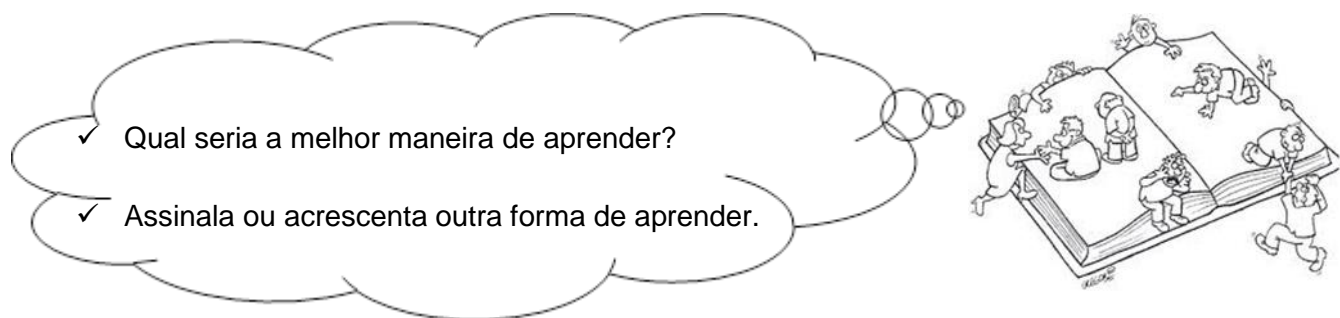 ✓ Qual seria a melhor maneira de aprender?
✓ Assinala ou acrescenta outra forma de aprender.